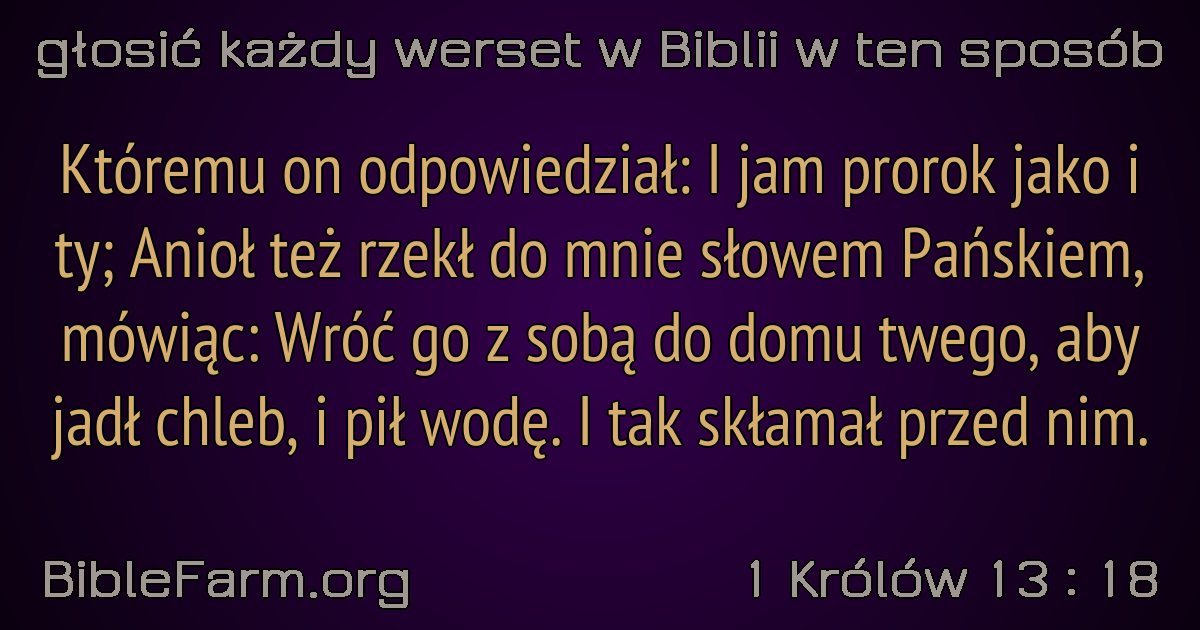 głosić każdy werset w Biblii w ten sposób
Któremu on odpowiedział: I jam prorok jako i
ty; Anioł też rzekł do mnie słowem Pańskiem,
mówiąc: Wróć go z sobą do domu twego, aby
jadł chleb, i pił wodę. I tak skłamał przed nim.
BibleFarm.org
1 Królów 13 : 18